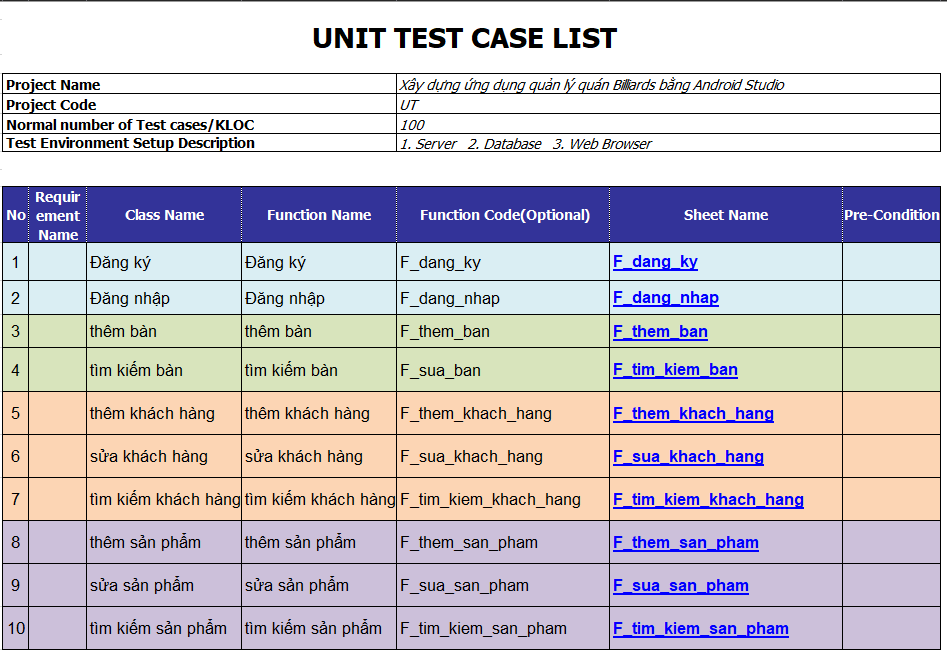 UNIT TEST CASE LIST
Project Name Xây dựng ứng dụng quản lý quán Billiards bằng Android Studio
Project Code UT
Normal number of Test cases/KLOC 100
Test Environment Setup Description 1. Server 2. Database 3. Web Browser
No Requirement Name Class Name Function Name Function Code(Optional) Sheet Name Pre-Condition
1 Đăng ký Đăng ký F_dang_ky F_dang_ky
2 Đăng nhập Đăng nhập F_dang_nhap F_dang_nhap
3 thêm bàn thêm bàn F_them_ban F_them_ban
4 tìm kiếm bàn tìm kiếm bàn F_sua_ban F_tim_kiem_ban
5 thêm khách hàng thêm khách hàng F_them_khach_hang F_them_khach_hang
6 sửa khách hàng sửa khách hàng F_sua_khach_hang F_sua_khach_hang
7 tìm kiếm khách hàng tìm kiếm khách hàng F_tim_kiem_khach_hang F_tim_kiem_khach_hang
8 thêm sản phẩm thêm sản phẩm F_them_san_pham F_them_san_pham
9 sửa sản phẩm sửa sản phẩm F_sua_san_pham F_sua_san_pham
10 tìm kiếm sản phẩm tìm kiếm sản phẩm F_tim_kiem_san_pham F_tim_kiem_san_pham